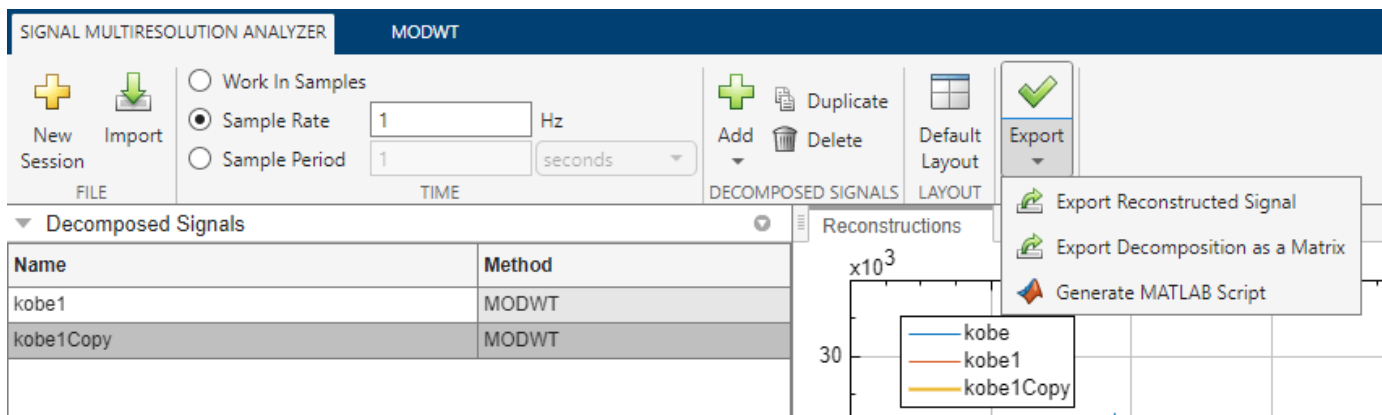 SIGNAL MULTIRESOLUTION ANALYZER MODWT
Work In Samples
Sample Rate 1 Hz
Sample Period 1 seconds
New Session
Import
Add
Duplicate
Delete
Default Layout
Export
FILE TIME DECOMPOSED SIGNALS LAYOUT
Export Reconstructed Signal
Export Decomposition as a Matrix
Generate MATLAB Script
Decomposed Signals
Name Method
kobe1 MODWT
kobe1Copy MODWT
Reconstructions
x10^3
30
kobe
kobe1
kobe1Copy